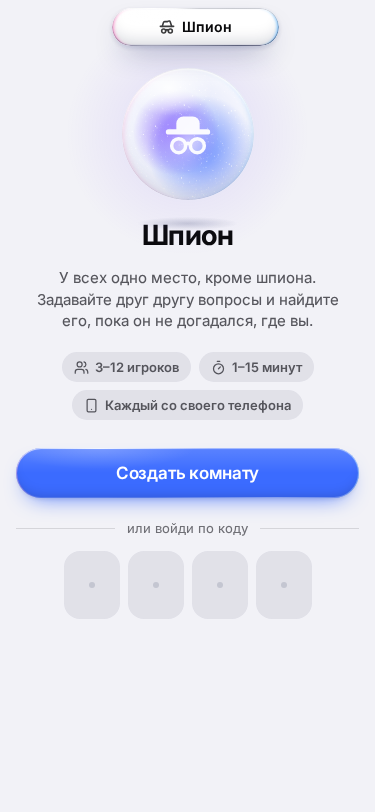 Шпион
Шпион
У всех одно место, кроме шпиона.
Задавайте друг другу вопросы и найдите
его, пока он не догадался, где вы.
3–12 игроков
1–15 минут
Каждый со своего телефона
Создать комнату
или войди по коду